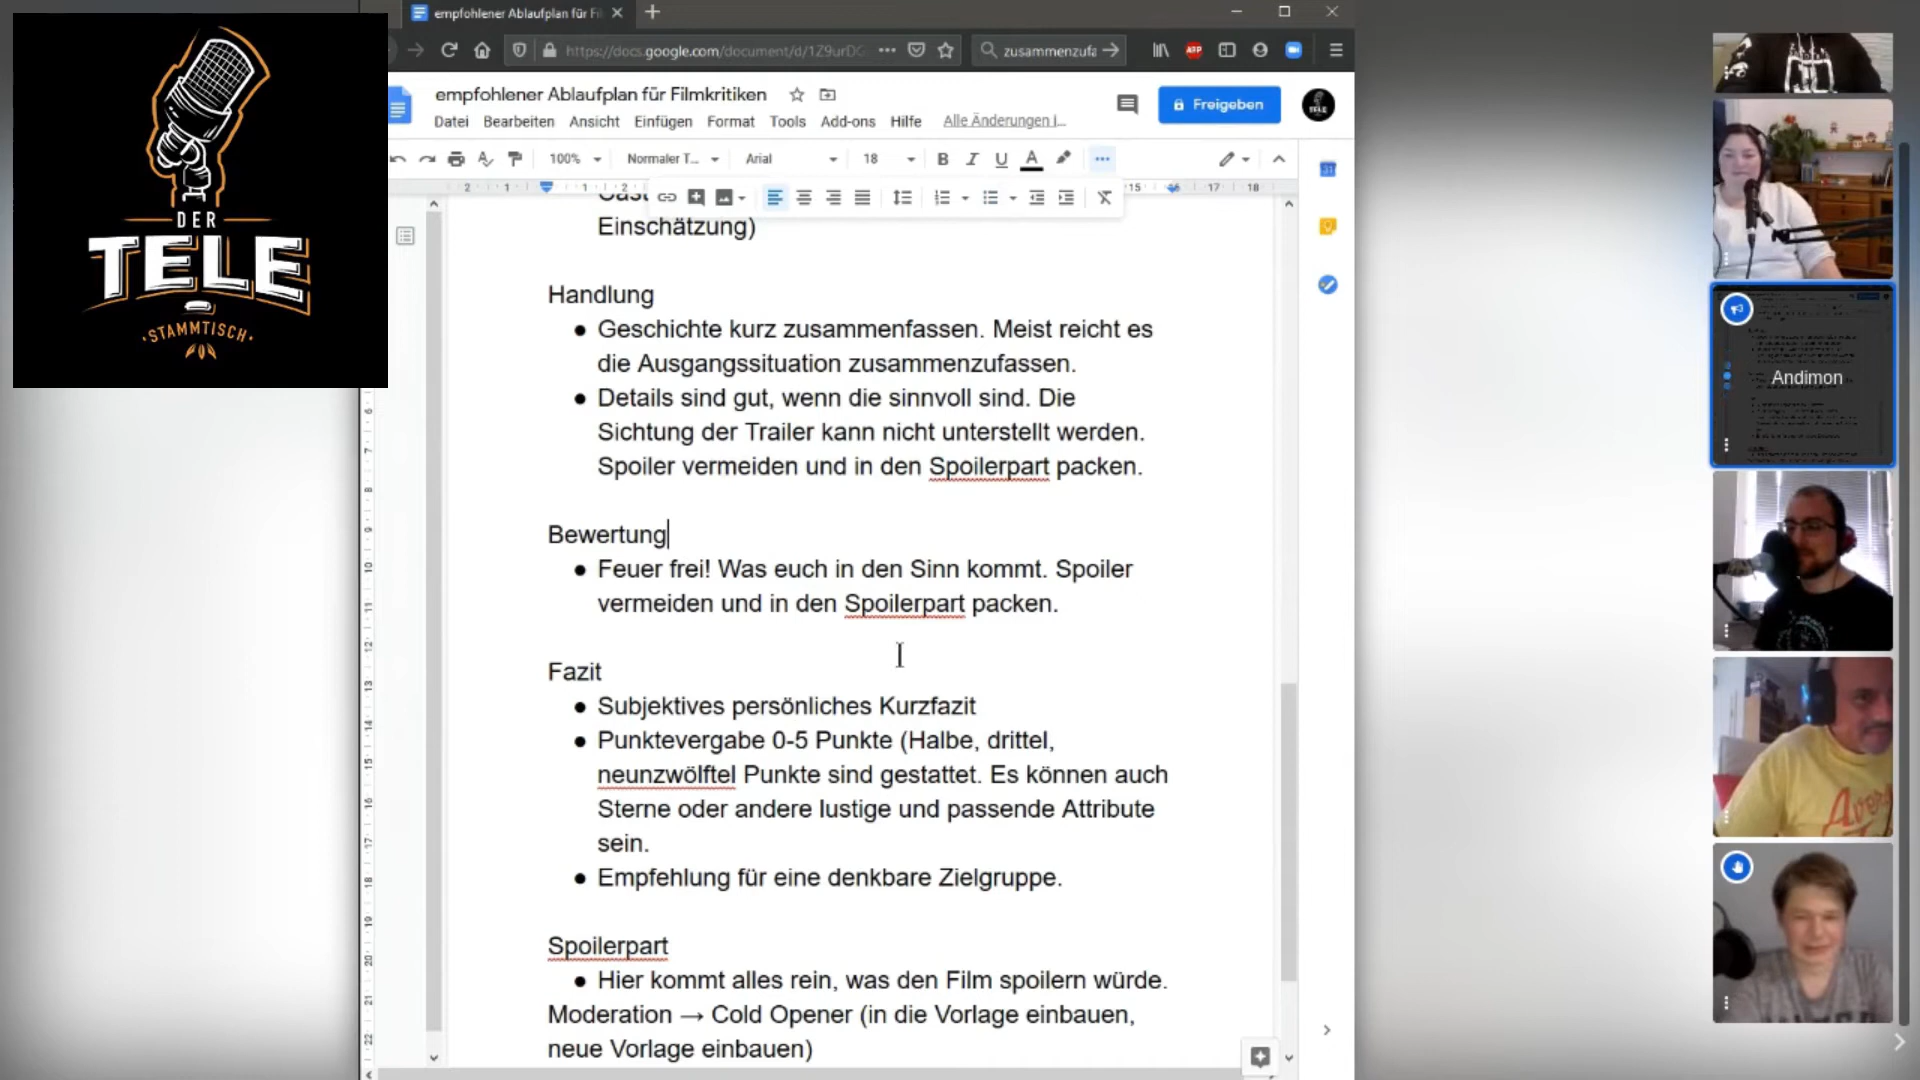 DER
TELE
·STAMMTISCH·
empfohlener Ablaufplan für Fi
https://docs.google.com/document/d/1Z9urDG
zusammenzufa
empfohlener Ablaufplan für Filmkritiken
Freigeben
Datei Bearbeiten Ansicht Einfügen Format Tools Add-ons Hilfe Alle Änderungen i...
100% Normaler T... Arial 18
Einschätzung)
Handlung
● Geschichte kurz zusammenfassen. Meist reicht es
die Ausgangssituation zusammenzufassen.
● Details sind gut, wenn die sinnvoll sind. Die
Sichtung der Trailer kann nicht unterstellt werden.
Spoiler vermeiden und in den Spoilerpart packen.
Bewertung
● Feuer frei! Was euch in den Sinn kommt. Spoiler
vermeiden und in den Spoilerpart packen.
Fazit
● Subjektives persönliches Kurzfazit
● Punktevergabe 0-5 Punkte (Halbe, drittel,
neunzwölftel Punkte sind gestattet. Es können auch
Sterne oder andere lustige und passende Attribute
sein.
● Empfehlung für eine denkbare Zielgruppe.
Spoilerpart
● Hier kommt alles rein, was den Film spoilern würde.
Moderation → Cold Opener (in die Vorlage einbauen,
neue Vorlage einbauen)
Andimon